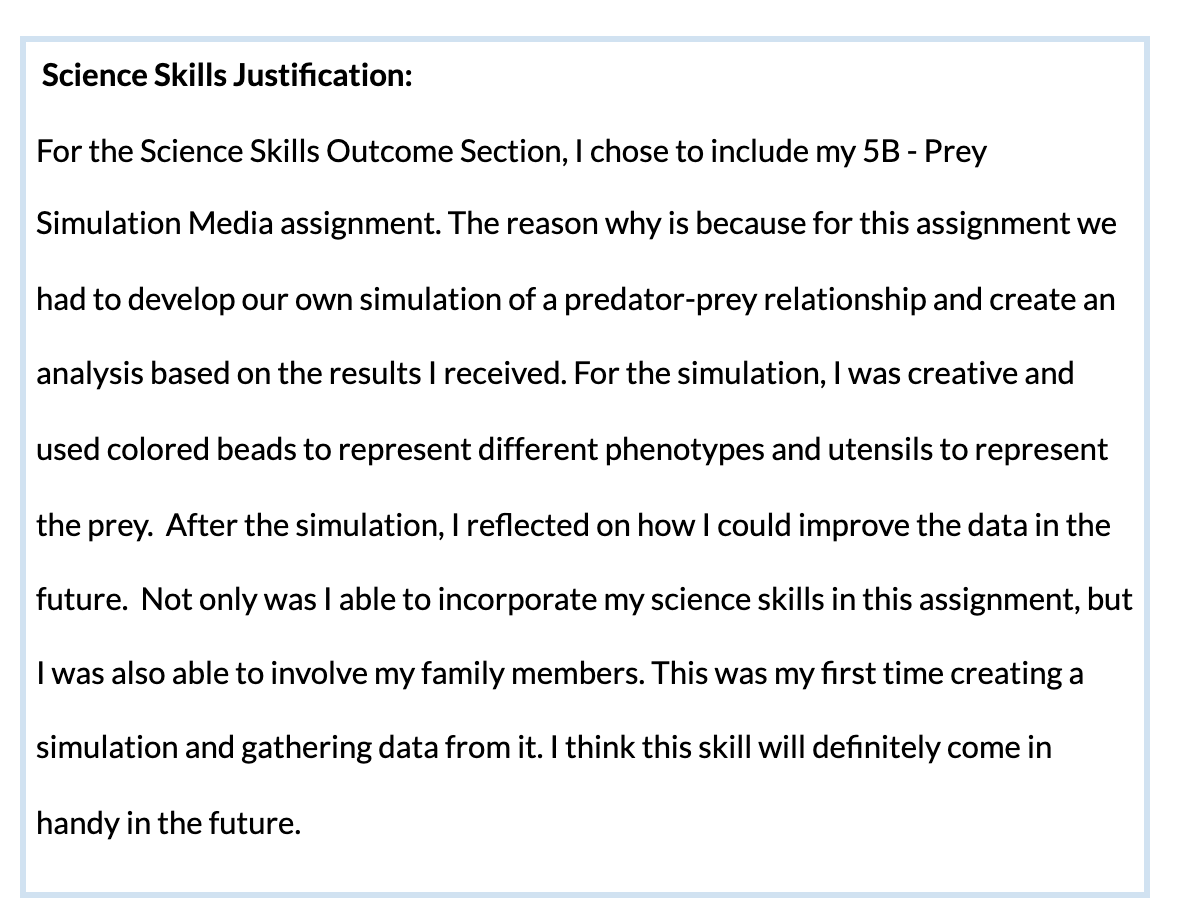 Science Skills Justification:
For the Science Skills Outcome Section, I chose to include my 5B - Prey
Simulation Media assignment. The reason why is because for this assignment we
had to develop our own simulation of a predator-prey relationship and create an
analysis based on the results I received. For the simulation, I was creative and
used colored beads to represent different phenotypes and utensils to represent
the prey.  After the simulation, I reflected on how I could improve the data in the
future.  Not only was I able to incorporate my science skills in this assignment, but
I was also able to involve my family members. This was my first time creating a
simulation and gathering data from it. I think this skill will definitely come in
handy in the future.